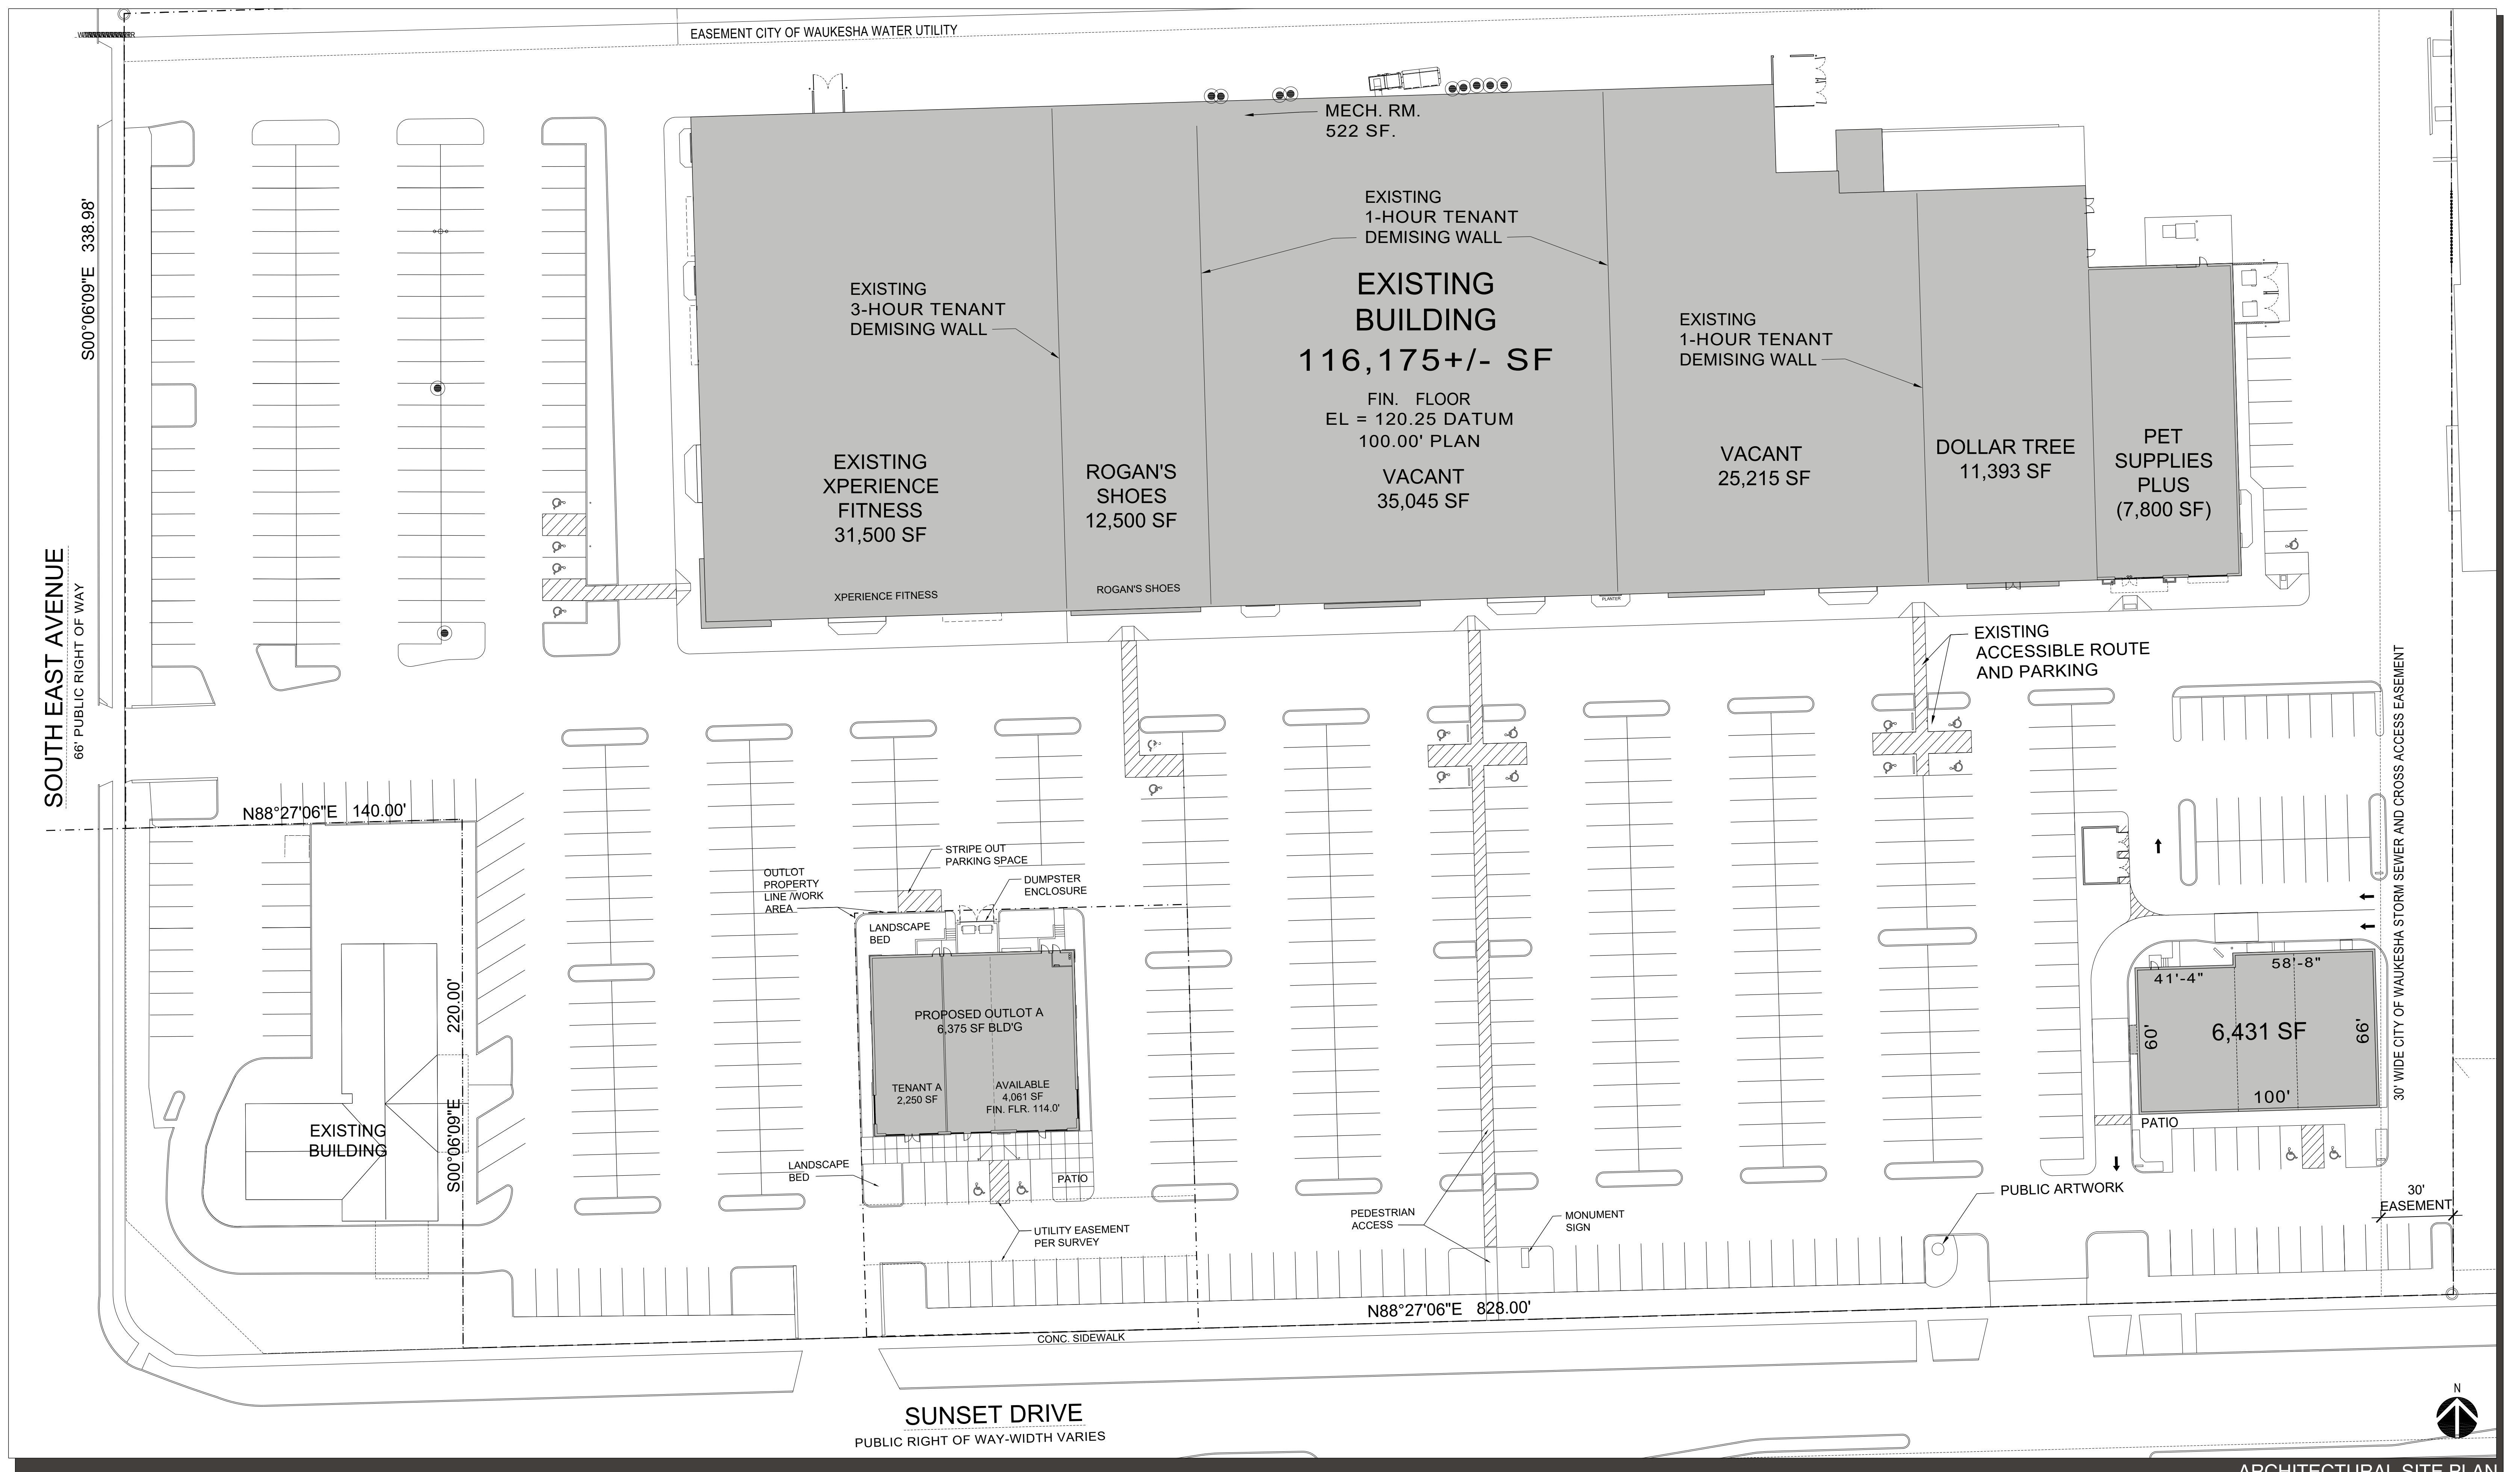 EASEMENT CITY OF WAUKESHA WATER UTILITY
MECH. RM.
522 SF.
EXISTING
1-HOUR TENANT
DEMISING WALL
EXISTING
3-HOUR TENANT
DEMISING WALL
EXISTING
BUILDING
116,175+/- SF
FIN. FLOOR
EL = 120.25 DATUM
100.00' PLAN
EXISTING
1-HOUR TENANT
DEMISING WALL
EXISTING
XPERIENCE
FITNESS
31,500 SF
ROGAN'S
SHOES
12,500 SF
VACANT
35,045 SF
VACANT
25,215 SF
DOLLAR TREE
11,393 SF
PET
SUPPLIES
PLUS
(7,800 SF)
XPERIENCE FITNESS
ROGAN'S SHOES
PLANTER
S00°06'09"E 338.98'
SOUTH EAST AVENUE
66' PUBLIC RIGHT OF WAY
EXISTING
ACCESSIBLE ROUTE
AND PARKING
30' WIDE CITY OF WAUKESHA STORM SEWER AND CROSS ACCESS EASEMENT
N88°27'06"E 140.00'
STRIPE OUT
PARKING SPACE
OUTLOT
PROPERTY
LINE /WORK
AREA
DUMPSTER
ENCLOSURE
LANDSCAPE
BED
PROPOSED OUTLOT A
6,375 SF BLD'G
TENANT A
2,250 SF
AVAILABLE
4,061 SF
FIN. FLR. 114.0'
LANDSCAPE
BED
PATIO
S00°06'09"E 220.00'
EXISTING
BUILDING
41'-4"
58'-8"
60'
6,431 SF
66'
100'
PATIO
PUBLIC ARTWORK
30'
EASEMENT
PEDESTRIAN
ACCESS
MONUMENT
SIGN
UTILITY EASEMENT
PER SURVEY
N88°27'06"E 828.00'
CONC. SIDEWALK
SUNSET DRIVE
PUBLIC RIGHT OF WAY-WIDTH VARIES
N
ARCHITECTURAL SITE PLAN